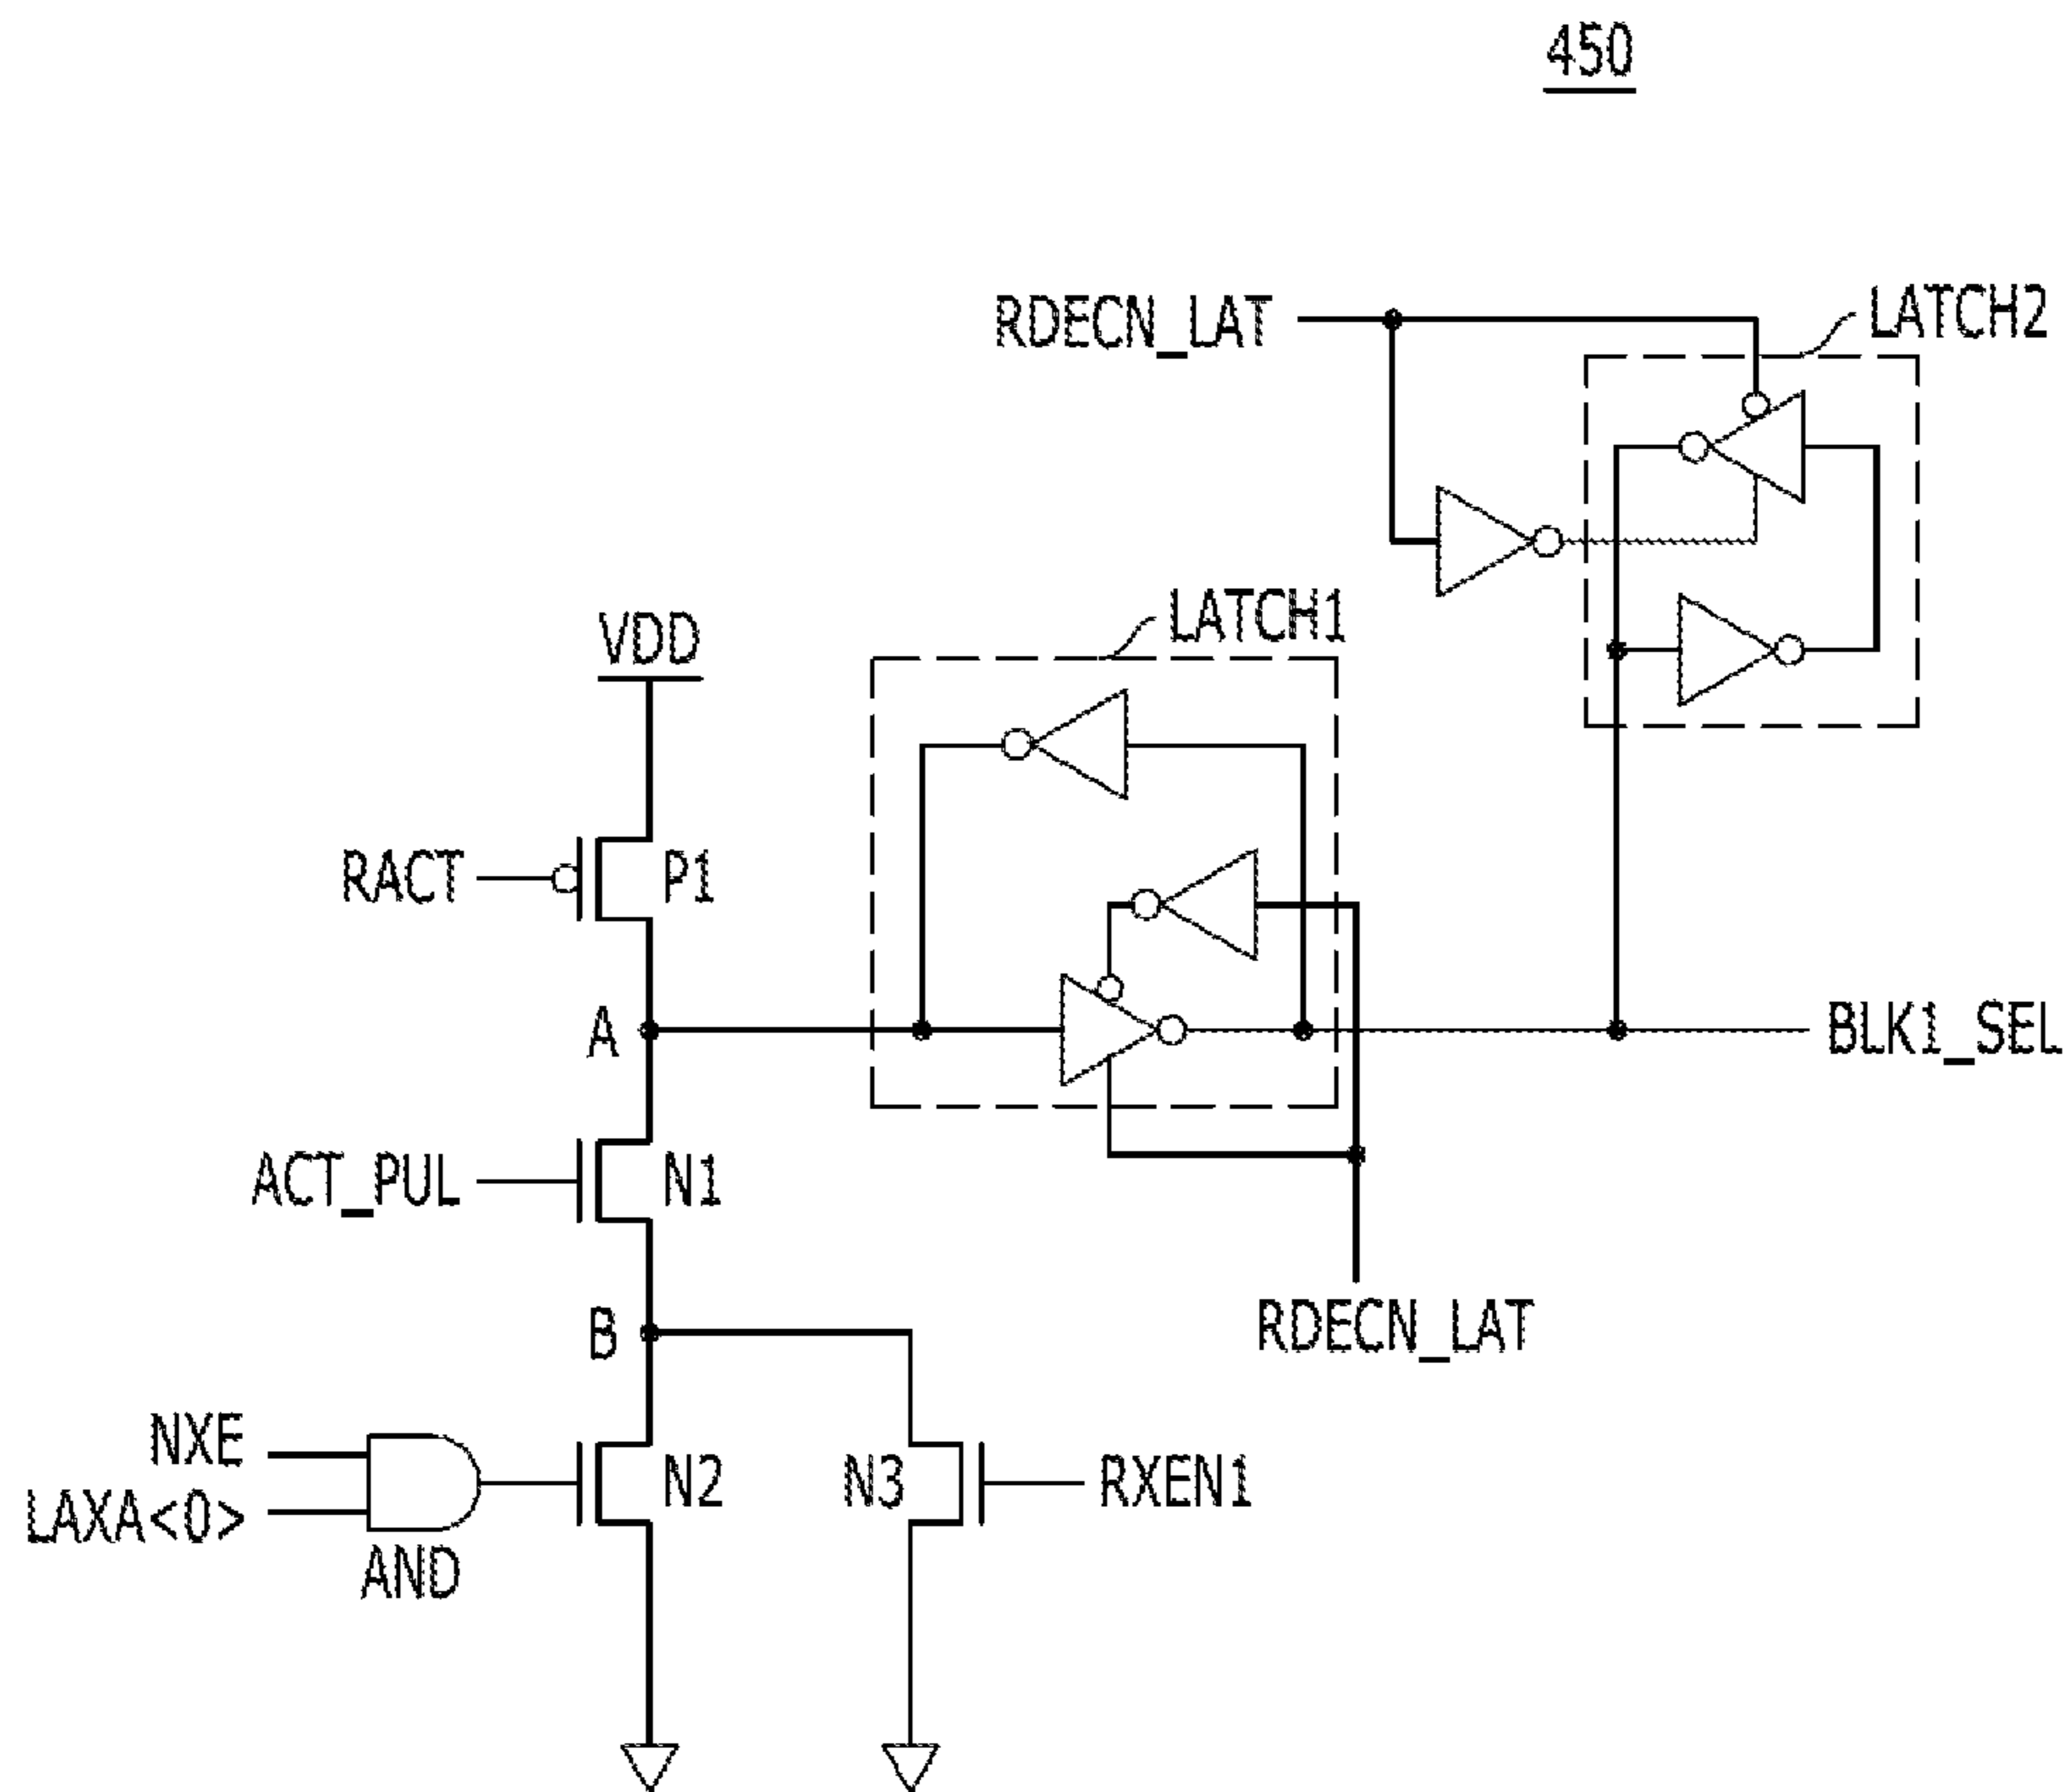 450
RDECN_LAT
LATCH2
LATCH1
VDD
RACT
P1
A
BLK1_SEL
ACT_PUL
N1
RDECN_LAT
B
NXE
LAXA<0>
AND
N2
N3
RXEN1